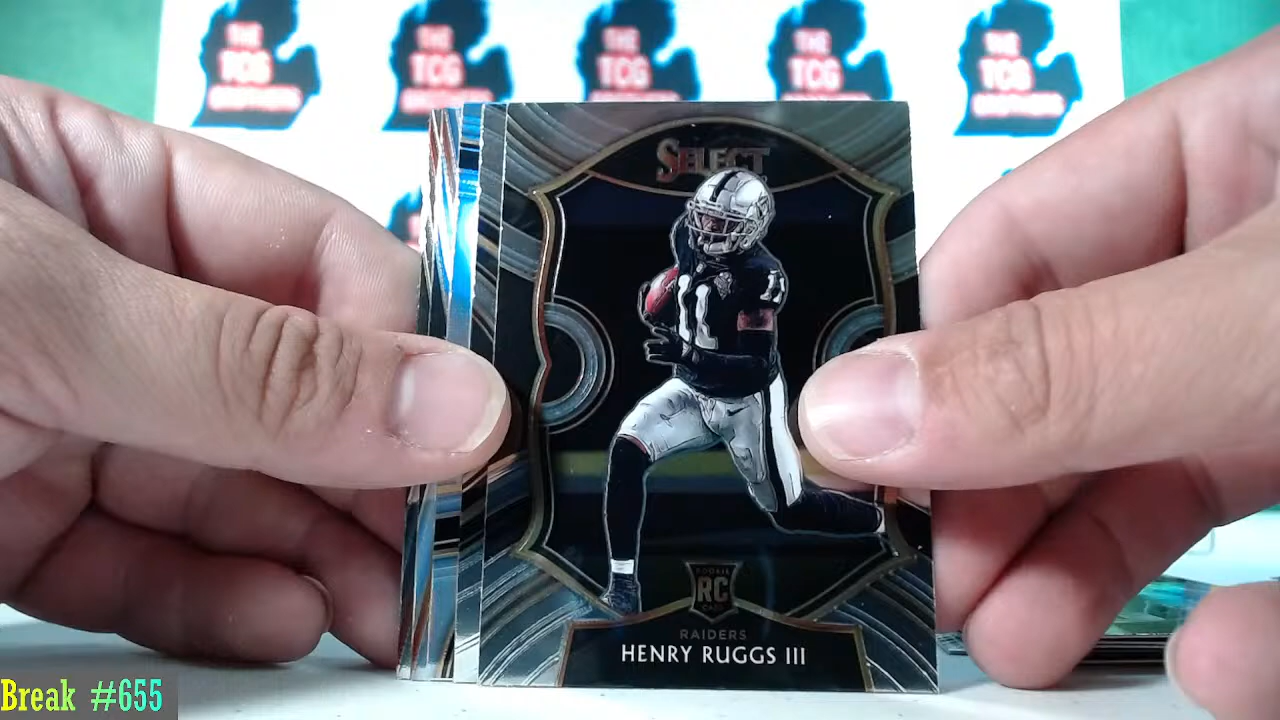 THE
TCG
BROTHERS
THE
TCG
BROTHERS
THE
TCG
BROTHERS
THE
TCG
BROTHERS
THE
TCG
BROTHERS
SELECT
11
11
ROOKIE
RC
CARD
RAIDERS
HENRY RUGGS III
Break #655